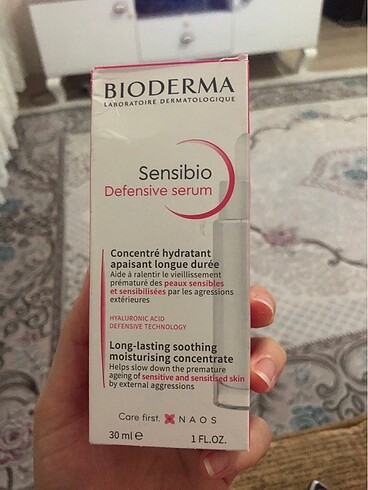 BIODERMA
LABORATOIRE DERMATOLOGIQUE
Sensibio
Defensive serum
Concentré hydratant
apaisant longue durée
Aide à ralentir le vieillissement
prématuré des peaux sensibles
et sensibilisées par les agressions
extérieures
HYALURONIC ACID
DEFENSIVE TECHNOLOGY
Long-lasting soothing
moisturising concentrate
Helps slow down the premature
ageing of sensitive and sensitised skin
by external aggressions
Care first. NAOS
30 ml ℮ 1 FL.OZ.